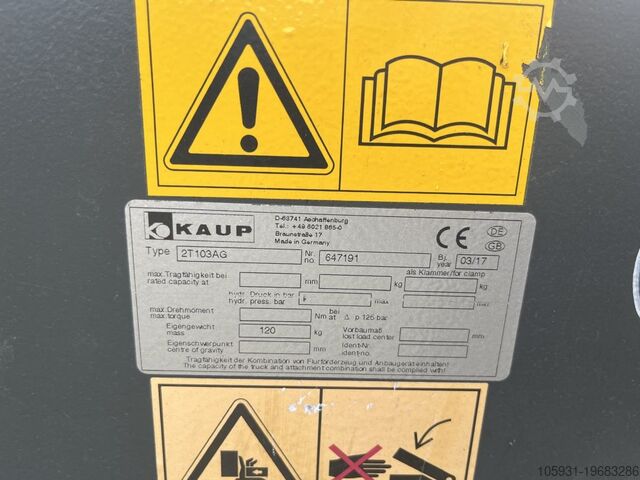 KAUP
D-63741 Aschaffenburg
Tel.: +49 6021 865-0
Braunstraße 17
Made in Germany
CE
DE
GB
Type 2T103AG
Nr. no. 647191
Bj. year 03/17
max.Tragfähigkeit bei
rated capacity at
kg
mm
mm
als Klammer/for clamp
kg
kg
hydr. Druck in bar
hydr. press. bar
max
max
max.Drehmoment
max.torque
Nm at
bei
Δ p 125 bar
Eigengewicht
mass
120 kg
Vorbaumaß
lost load center
mm
Eigenschwerpunkt
centre of gravity
mm
Ident-Nr.
ident-no.
Tragfähigkeit der Kombination von Flurförderzeug und Anbaugerät einhalten!
The capacity of the truck and attachment combination shall be complied with!
105931-19683286